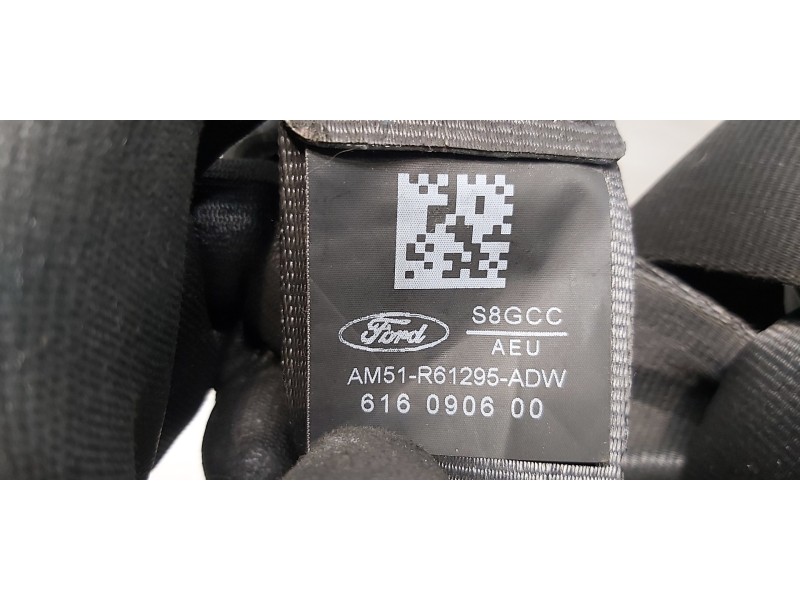 Ford
S8GCC
AEU
AM51-R61295-ADW
616 0906 00